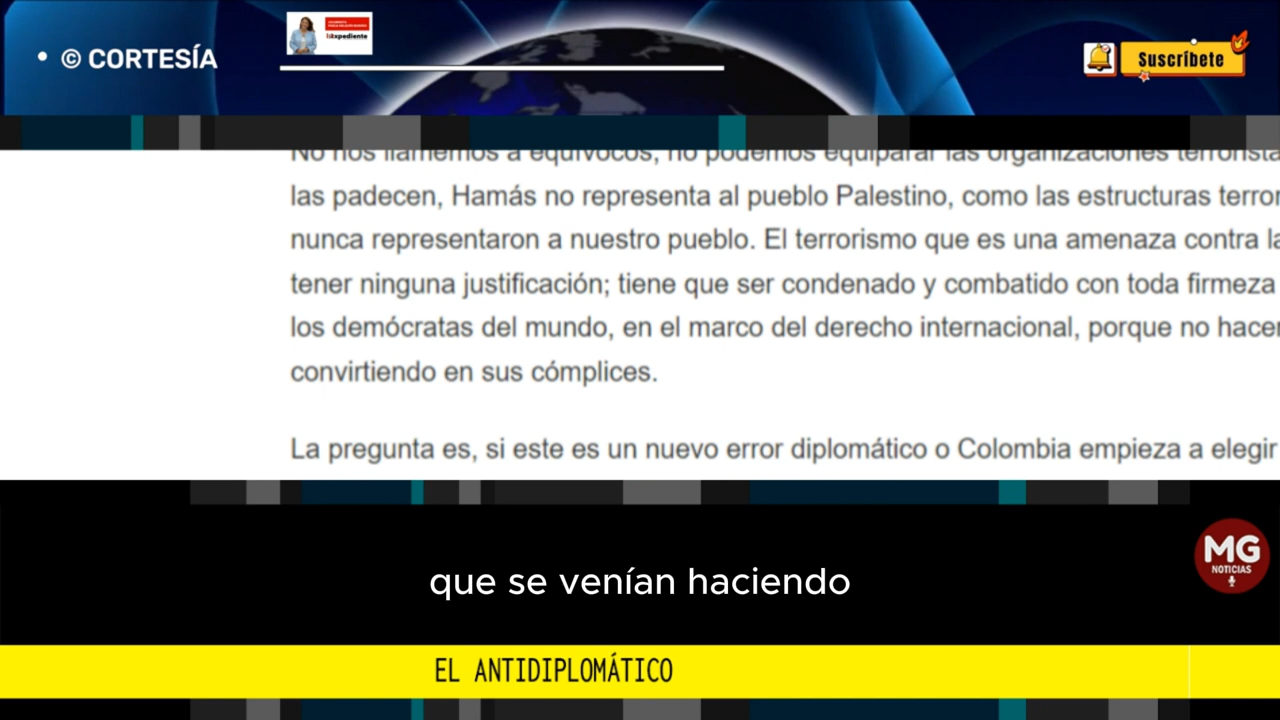 • © CORTESÍA
Expediente
Suscríbete
No nos llamemos a equívocos, no podemos equiparar las organizaciones terrorista
las padecen, Hamás no representa al pueblo Palestino, como las estructuras terror
nunca representaron a nuestro pueblo. El terrorismo que es una amenaza contra la
tener ninguna justificación; tiene que ser condenado y combatido con toda firmeza
los demócratas del mundo, en el marco del derecho internacional, porque no hacer
convirtiendo en sus cómplices.
La pregunta es, si este es un nuevo error diplomático o Colombia empieza a elegir
MG
NOTICIAS
que se venían haciendo
EL ANTIDIPLOMÁTICO